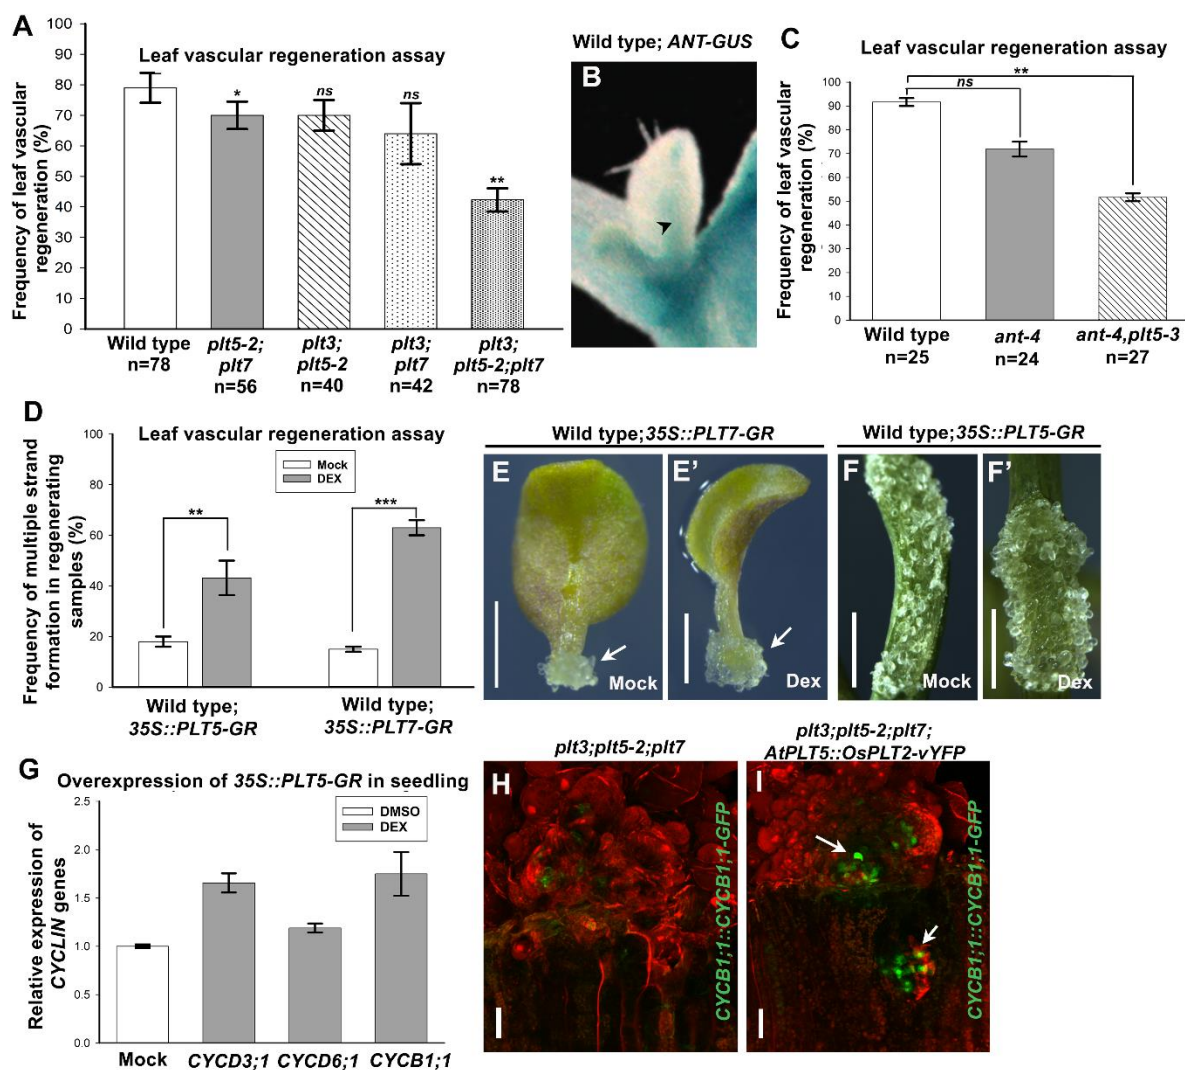 A
Leaf vascular regeneration assay
Frequency of leaf vascular
regeneration (%)
100
90
80
70
60
50
40
30
20
10
0
*
ns
ns
**
Wild type
n=78
plt5-2;
plt7
n=56
plt3;
plt5-2
n=40
plt3;
plt7
n=42
plt3;
plt5-2;plt7
n=78
Wild type; ANT-GUS
B
C
Leaf vascular regeneration assay
Frequency of leaf vascular
regeneration (%)
100
90
80
70
60
50
40
30
20
10
0
**
ns
Wild type
n=25
ant-4
n=24
ant-4,plt5-3
n=27
D
Leaf vascular regeneration assay
Frequency of multiple strand
formation in regenerating
samples (%)
100
80
60
40
20
0
Mock
DEX
**
***
Wild type;
35S::PLT5-GR
Wild type;
35S::PLT7-GR
Wild type;35S::PLT7-GR
E
Mock
E’
Dex
Wild type;35S::PLT5-GR
F
Mock
F’
Dex
G
Overexpression of 35S::PLT5-GR in seedling
Relative expression of
CYCLIN genes
2.5
2.0
1.5
1.0
0.5
0.0
DMSO
DEX
Mock
CYCD3;1
CYCD6;1
CYCB1;1
plt3;plt5-2;plt7
H
CYCB1;1::CYCB1;1-GFP
plt3;plt5-2;plt7;
AtPLT5::OsPLT2-vYFP
I
CYCB1;1::CYCB1;1-GFP